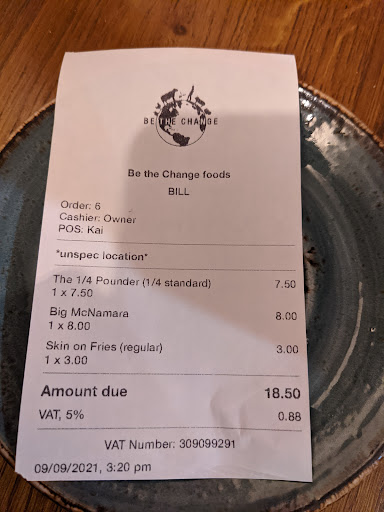 BE THE CHANGE
Be the Change foods
BILL
Order: 6
Cashier: Owner
POS: Kai
*unspec location*
The 1/4 Pounder (1/4 standard) 7.50
1 x 7.50
Big McNamara 8.00
1 x 8.00
Skin on Fries (regular) 3.00
1 x 3.00
Amount due 18.50
VAT, 5% 0.88
VAT Number: 309099291
09/09/2021, 3:20 pm